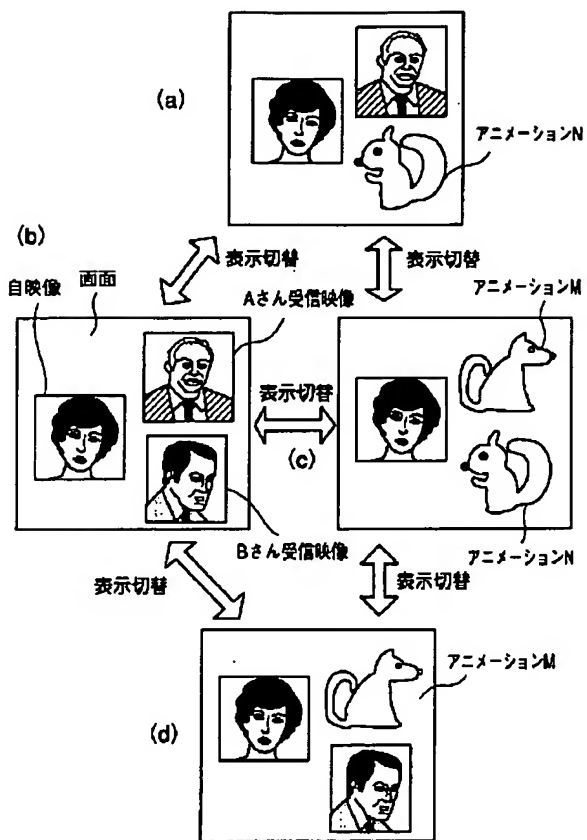 (a)
アニメーションN
(b)
表示切替
表示切替
自映像
画面
Aさん受信映像
アニメーションM
表示切替
(c)
Bさん受信映像
アニメーションN
表示切替
表示切替
(d)
アニメーションM